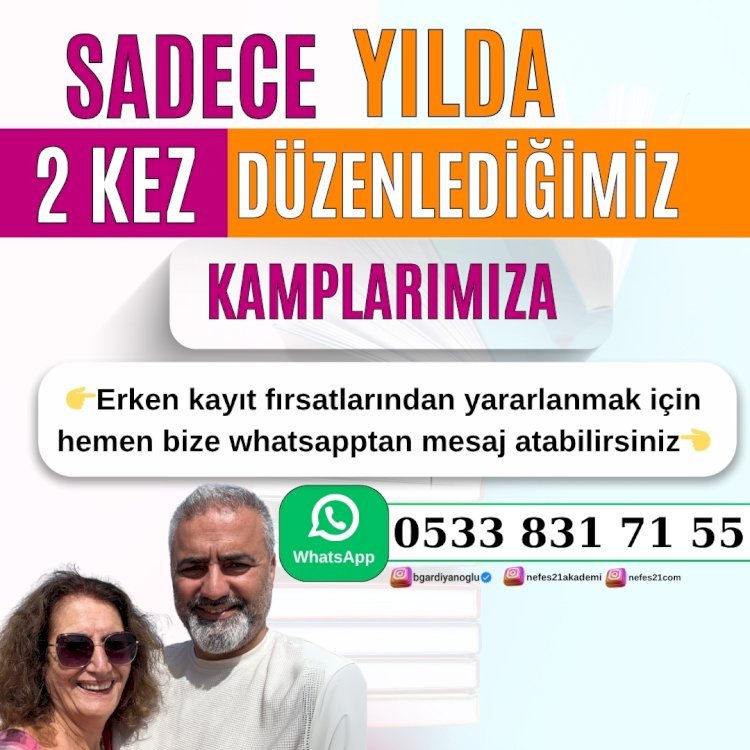 SADECE YILDA
2 KEZ DÜZENLEDİĞİMİZ
KAMPLARIMIZA
👉Erken kayıt fırsatlarından yararlanmak için
hemen bize whatsapptan mesaj atabilirsiniz👈
WhatsApp
0533 831 71 55
bgardiyanoglu nefes21akademi nefes21com